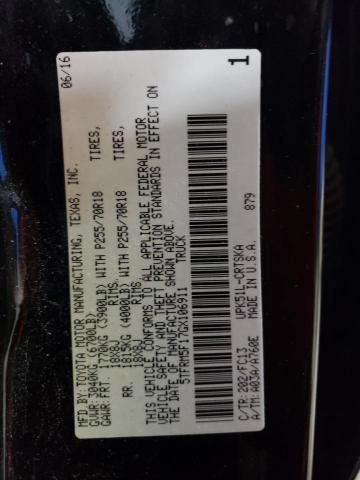 MFD.BY:TOYOTA MOTOR MANUFACTURING, TEXAS, INC. 06/16
GVWR:3040KG(6700LB)
GAWR:FRT. 1770KG (3900LB) WITH P255/70R18 TIRES,
18X8J RIMS,
RR. 1815KG (4000LB) WITH P255/70R18 TIRES,
18X8J RIMS,
THIS VEHICLE CONFORMS TO ALL APPLICABLE FEDERAL MOTOR
VEHICLE SAFETY AND THEFT PREVENTION STANDARDS IN EFFECT ON
THE DATE OF MANUFACTURE SHOWN ABOVE.
5TFRM5F17GX106911 TRUCK
C/TR:202/FC13 UPK51L-CRTSKA 879
A/TM:A03A/A760E MADE IN U.S.A. 1